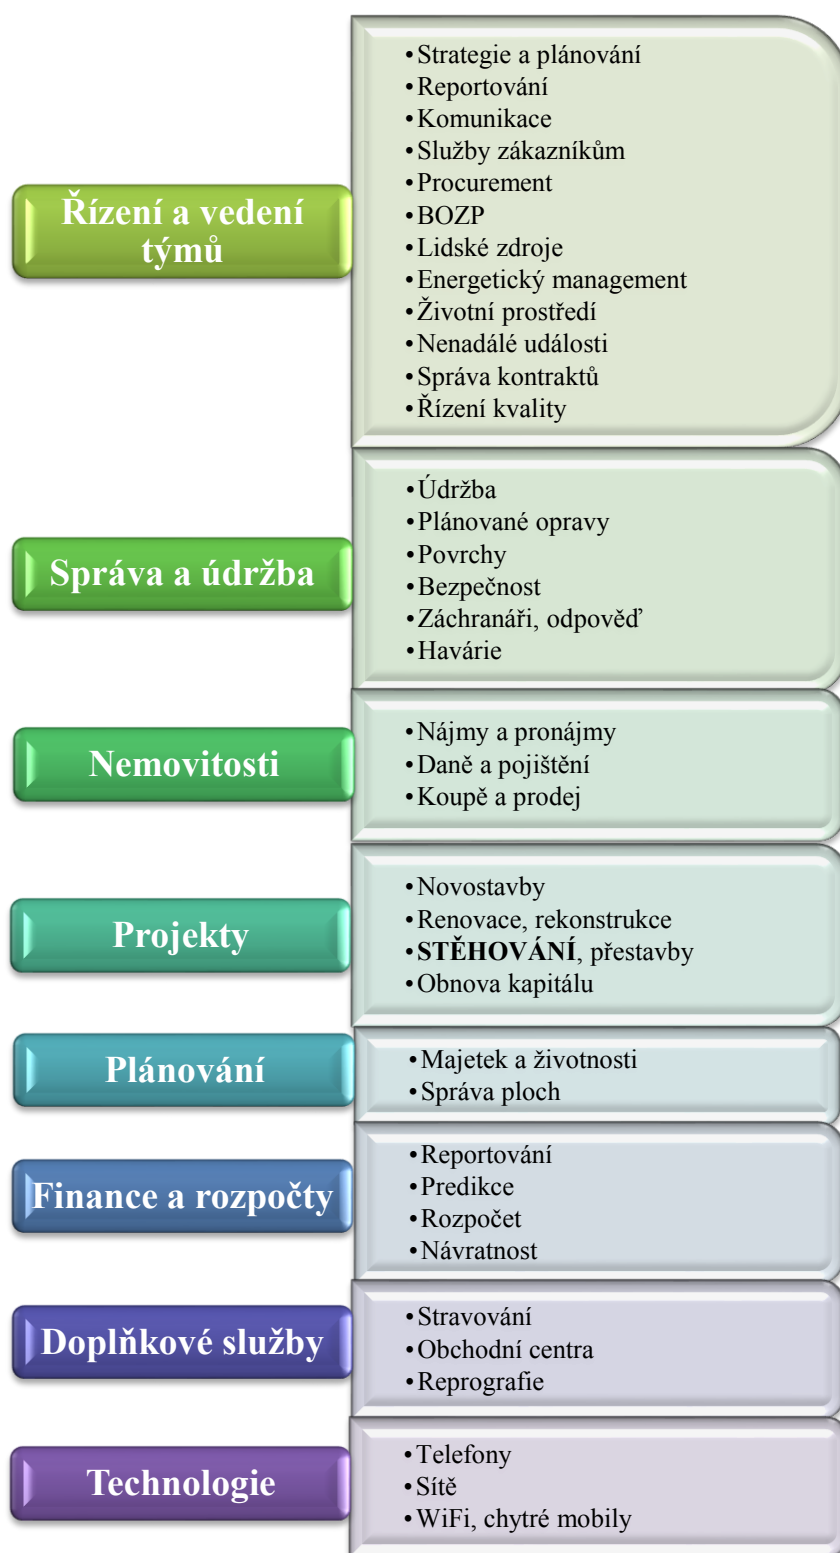 Řízení a vedení
týmů
•Strategie a plánování
•Reportování
•Komunikace
•Služby zákazníkům
•Procurement
•BOZP
•Lidské zdroje
•Energetický management
•Životní prostředí
•Nenadálé události
•Správa kontraktů
•Řízení kvality
Správa a údržba
•Údržba
•Plánované opravy
•Povrchy
•Bezpečnost
•Záchranáři, odpověď
•Havárie
Nemovitosti
•Nájmy a pronájmy
•Daně a pojištění
•Koupě a prodej
Projekty
•Novostavby
•Renovace, rekonstrukce
•STĚHOVÁNÍ, přestavby
•Obnova kapitálu
Plánování
•Majetek a životnosti
•Správa ploch
Finance a rozpočty
•Reportování
•Predikce
•Rozpočet
•Návratnost
Doplňkové služby
•Stravování
•Obchodní centra
•Reprografie
Technologie
•Telefony
•Sítě
•WiFi, chytré mobily